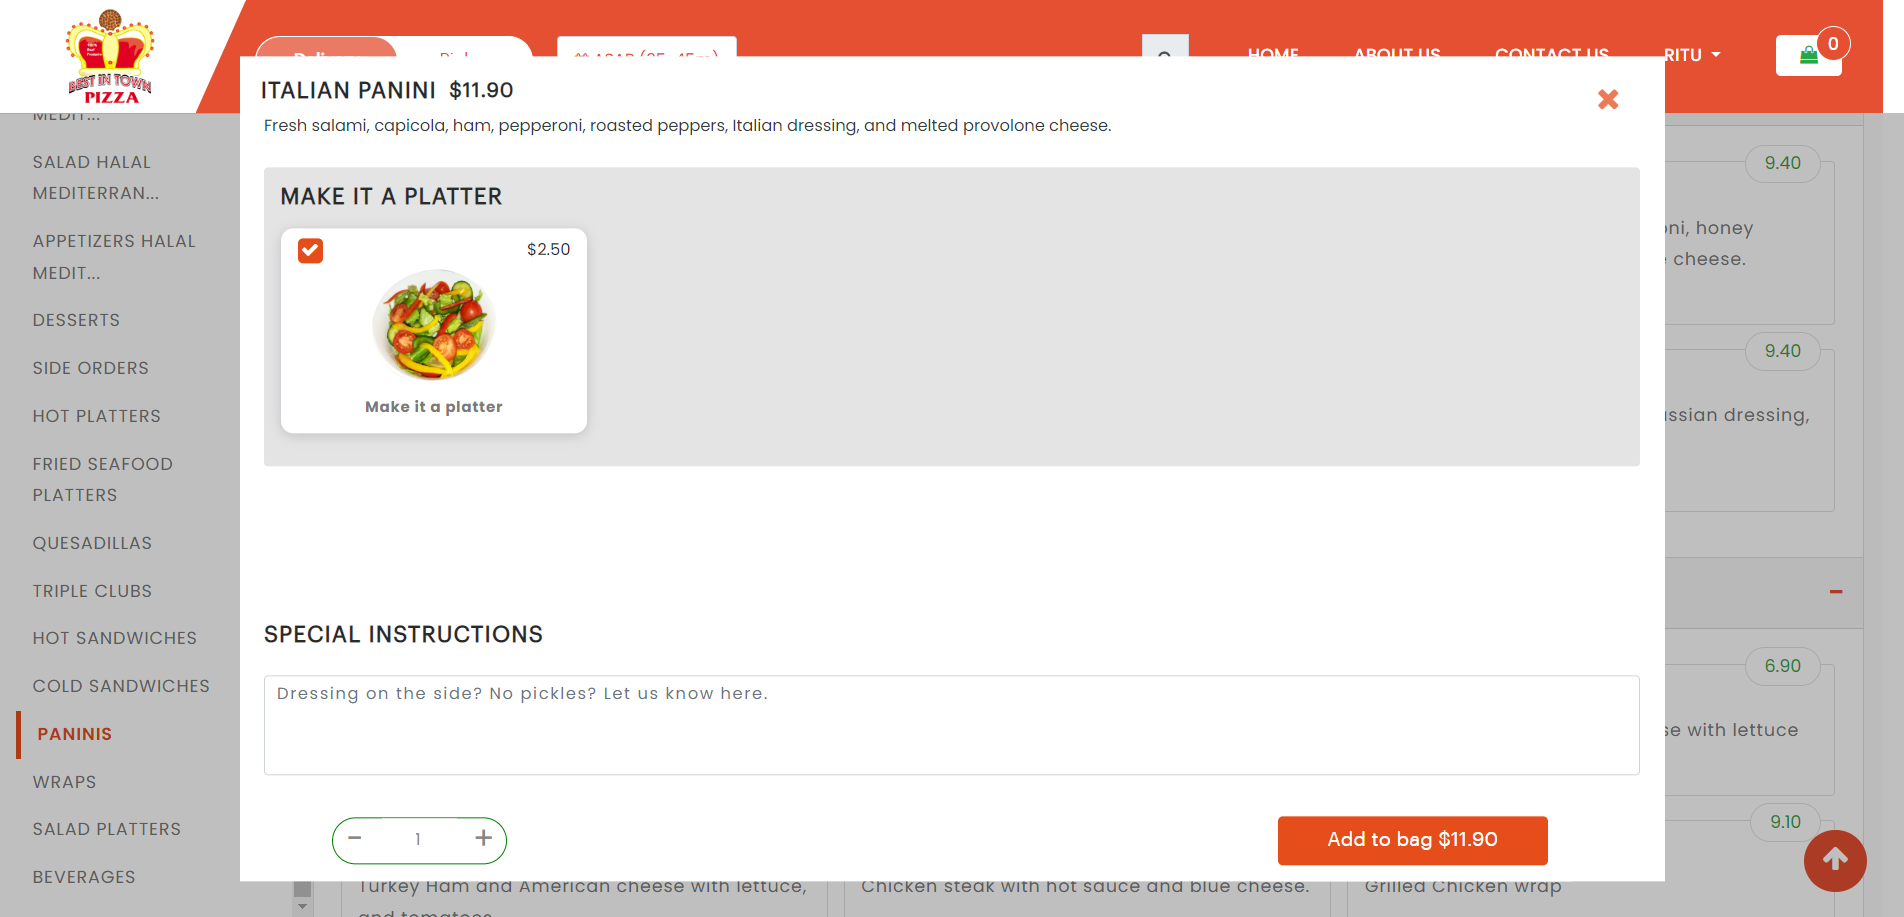 BEST IN TOWN
PIZZA
HOME
ABOUT US
CONTACT US
RITU
0
SALAD HALAL
MEDITERRAN...
APPETIZERS HALAL
MEDIT...
DESSERTS
SIDE ORDERS
HOT PLATTERS
FRIED SEAFOOD
PLATTERS
QUESADILLAS
TRIPLE CLUBS
HOT SANDWICHES
COLD SANDWICHES
PANINIS
WRAPS
SALAD PLATTERS
BEVERAGES
ITALIAN PANINI $11.90
Fresh salami, capicola, ham, pepperoni, roasted peppers, Italian dressing, and melted provolone cheese.
MAKE IT A PLATTER
$2.50
Make it a platter
SPECIAL INSTRUCTIONS
Dressing on the side? No pickles? Let us know here.
- 1 +
Add to bag $11.90
9.40
honey
cheese.
9.40
dressing,
6.90
with lettuce
9.10
Turkey Ham and American cheese with lettuce,
and tomatoes
Chicken steak with hot sauce and blue cheese.
Grilled Chicken wrap